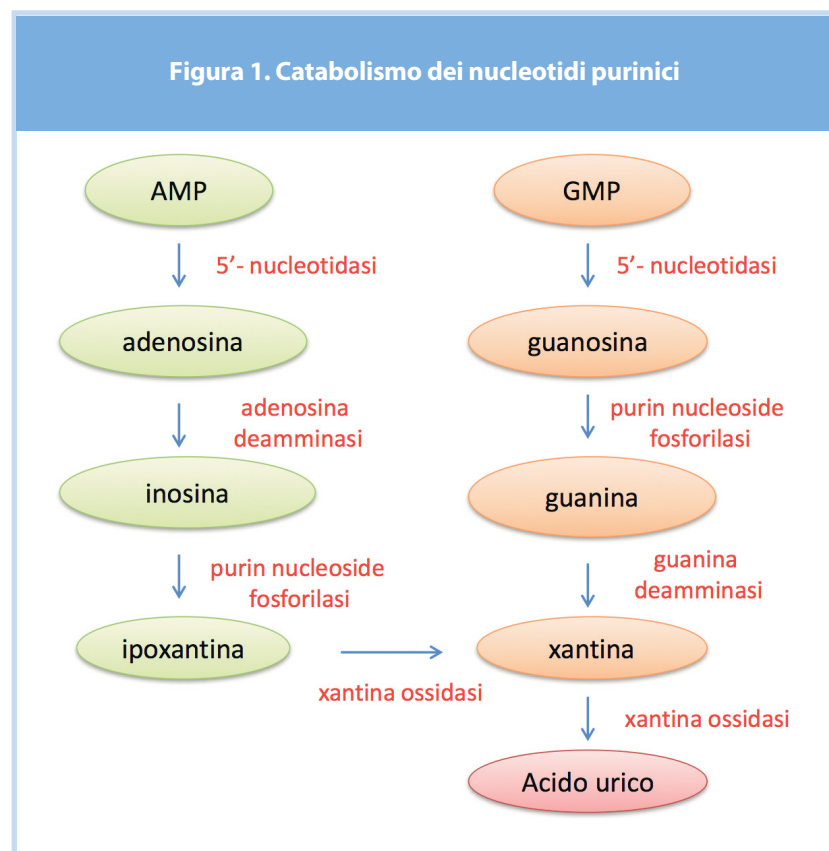 Figura 1. Catabolismo dei nucleotidi purinici
AMP
GMP
5’- nucleotidasi
5’- nucleotidasi
adenosina
guanosina
adenosina
deamminasi
purin nucleoside
fosforilasi
inosina
guanina
purin nucleoside
fosforilasi
guanina
deamminasi
ipoxantina
xantina
xantina ossidasi
xantina ossidasi
Acido urico